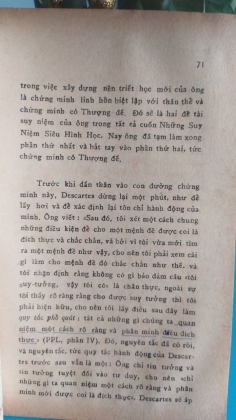 71
trong việc xây dựng nền triết học mới của ông
là chứng minh linh hồn biệt lập với thân thể và
chứng minh có Thượng đế. Đó sẽ là hai đề tài
suy niệm của ông trong tất cả cuốn Những Suy
Niệm Siêu Hình Học. Nay ông đã tạm làm xong
phần thứ nhất và bắt tay vào phần thứ hai, tức
chứng minh có Thượng đế.
Trước khi dấn thân vào con đường chứng
minh này, Descartes dừng lại một phút, như để
lấy hơi và để xác định lại tôn chỉ hành động của
mình. Ông viết: «Sau đó, tôi xét một cách chung
những điều kiện để cho một mệnh đề được coi là
đích thực và chắc chắn, và bởi vì tôi vừa mới tìm
ra một mệnh đề như vậy, cho nên tôi phải xem cái
gì làm cho mệnh đề đó chắc chắn như thế. và
tôi nhận định rằng không có gì bảo đảm câu «tôi
suy-tưởng, vậy tôi có» là chân thực, ngoài sự
tôi thấy rõ ràng rằng cho được suy tưởng thì tôi
phải hiện hữu, cho nên tôi lấy điều sau đây làm
quy tắc phổ quát: tất cả những gì chúng ta quan
niệm một cách rõ ràng và phân minh đều đích
thực» (PPL, phần IV). Đó, nguyên tắc đã có rồi,
và nguyên tắc, tức quy tắc hành động của Descar-
tes trước sau vẫn là một: Ông chỉ tin tưởng và
tin tưởng tuyệt đối vào tư duy, cho nên «chỉ
những gì ta quan niệm một cách rõ ràng và phân
minh mới được coi là đích thực». Descartes sẽ áp